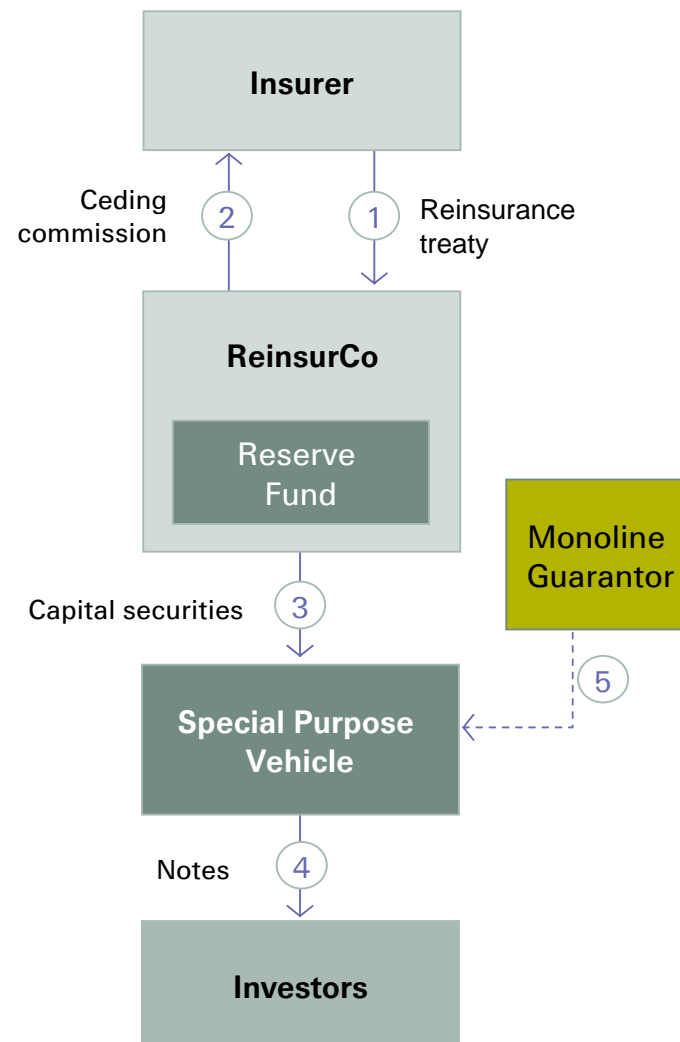 Insurer
Ceding
commission
2
1
Reinsurance
treaty
ReinsurCo
Reserve
Fund
Monoline
Guarantor
Capital securities
3
5
Special Purpose
Vehicle
Notes
4
Investors